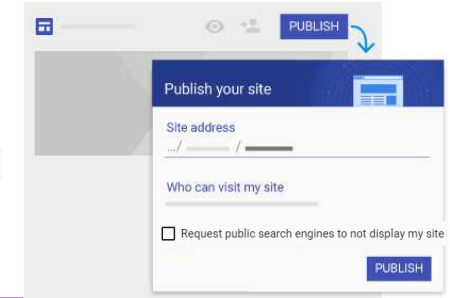 PUBLISH
Publish your site
Site address
.../ /
Who can visit my site
Request public search engines to not display my site
PUBLISH